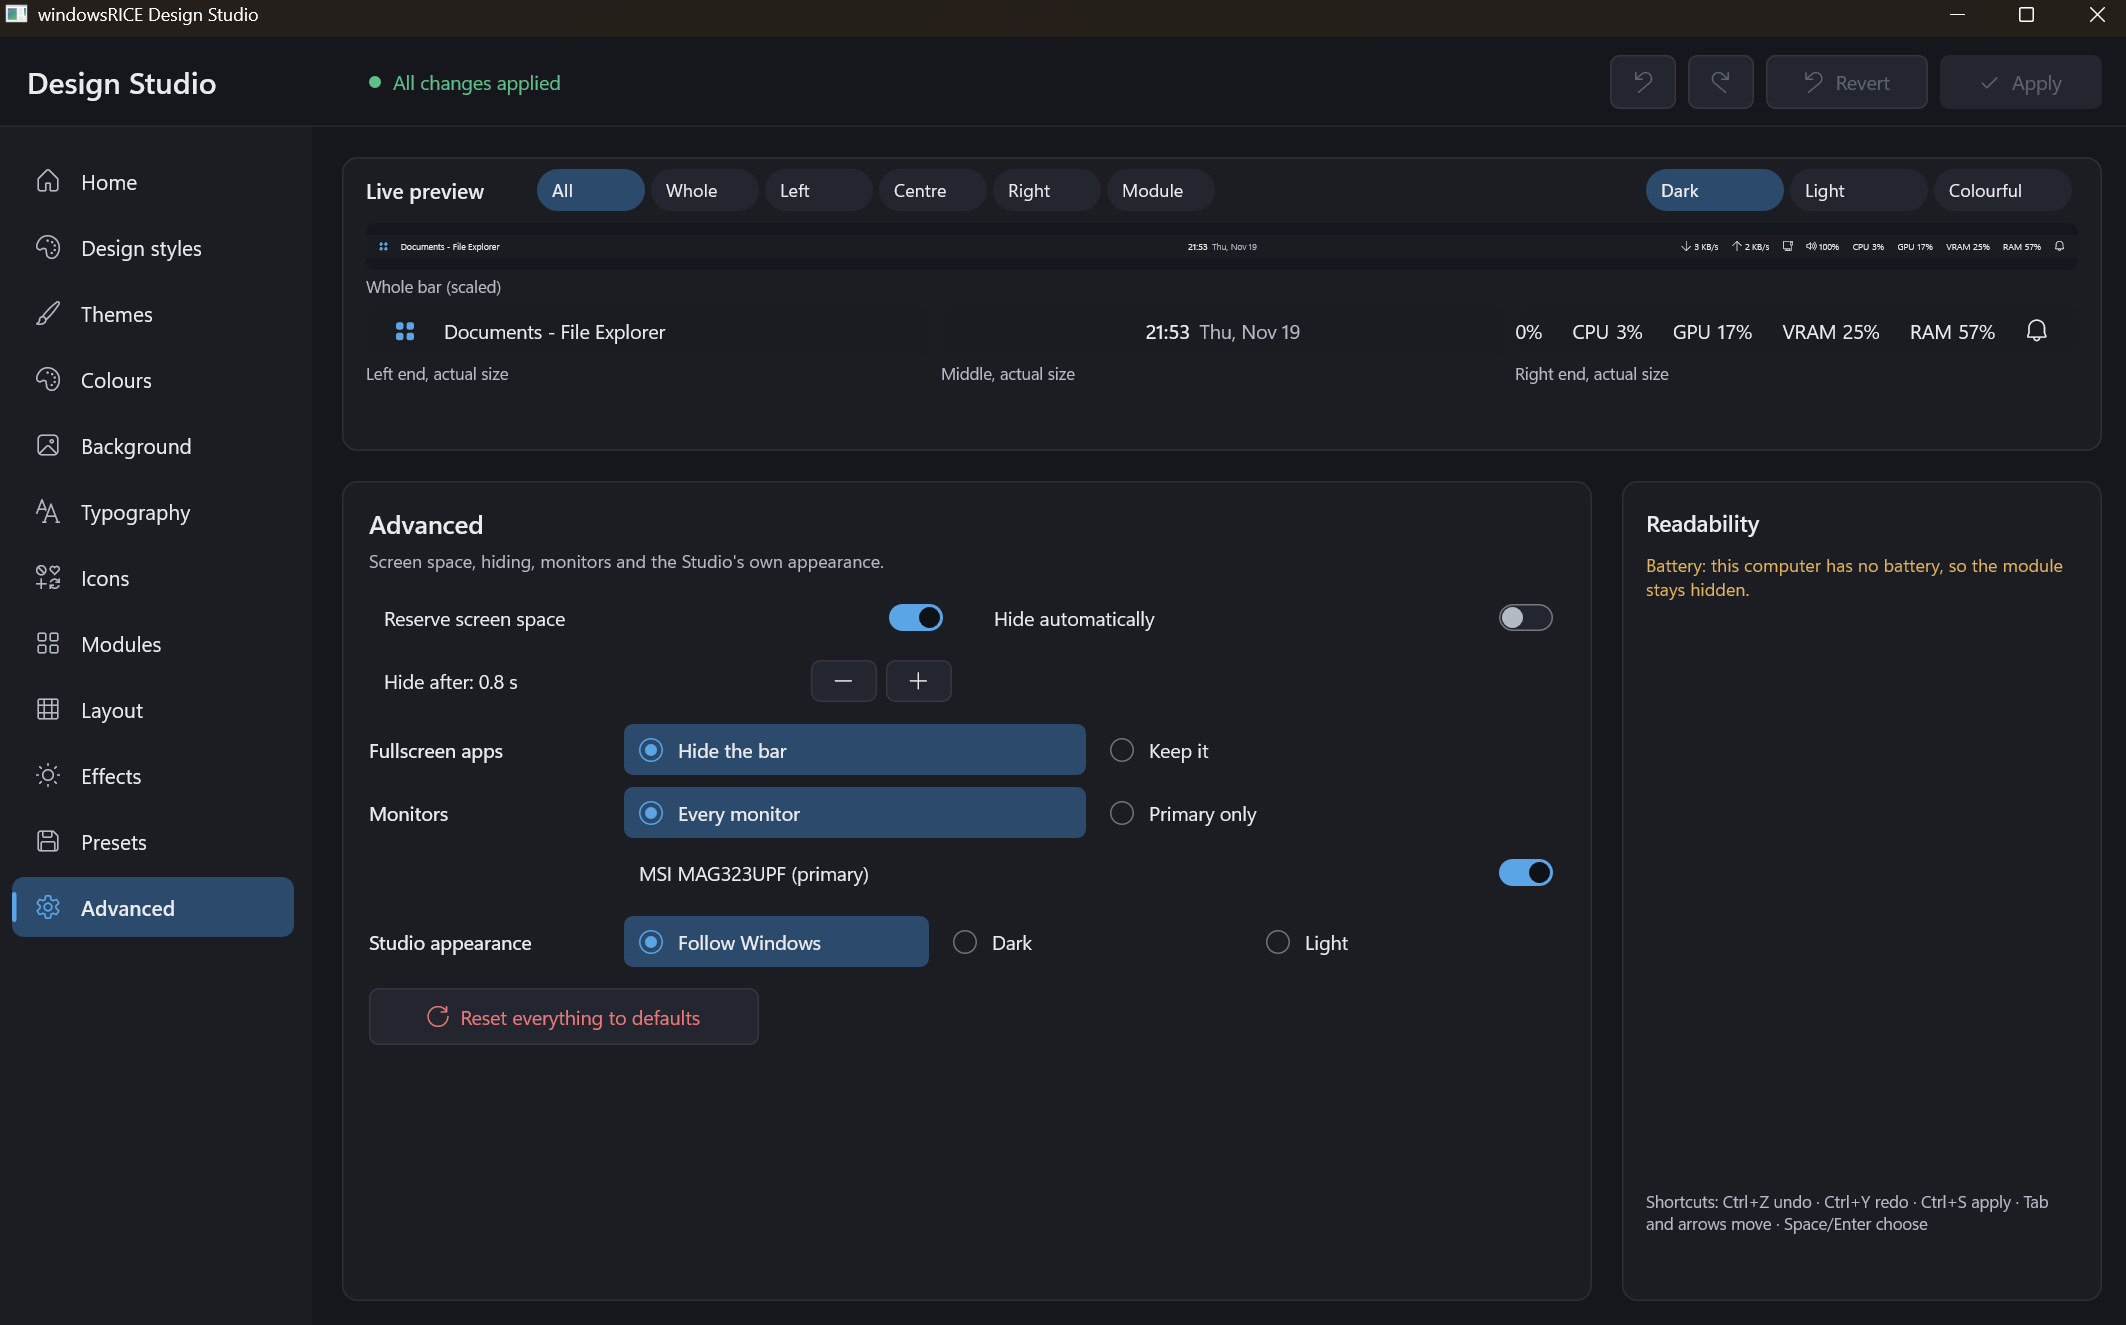 windowsRICE Design Studio
Design Studio
All changes applied
Revert
Apply
Home
Design styles
Themes
Colours
Background
Typography
Icons
Modules
Layout
Effects
Presets
Advanced
Live preview
All
Whole
Left
Centre
Right
Module
Dark
Light
Colourful
Documents - File Explorer
21:53 Thu, Nov 19
3 KB/s
2 KB/s
100%
CPU 3%
GPU 17%
VRAM 25%
RAM 57%
Whole bar (scaled)
Documents - File Explorer
21:53 Thu, Nov 19
0%
CPU 3%
GPU 17%
VRAM 25%
RAM 57%
Left end, actual size
Middle, actual size
Right end, actual size
Advanced
Screen space, hiding, monitors and the Studio's own appearance.
Reserve screen space
Hide automatically
Hide after: 0.8 s
Fullscreen apps
Hide the bar
Keep it
Monitors
Every monitor
Primary only
MSI MAG323UPF (primary)
Studio appearance
Follow Windows
Dark
Light
Reset everything to defaults
Readability
Battery: this computer has no battery, so the module
stays hidden.
Shortcuts: Ctrl+Z undo · Ctrl+Y redo · Ctrl+S apply · Tab
and arrows move · Space/Enter choose